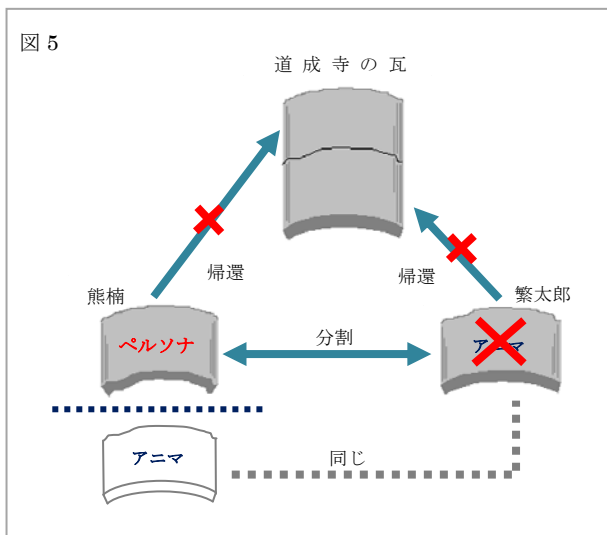 図 5
道 成 寺 の 瓦
帰還
帰還
熊楠
繁太郎
ペルソナ
分割
アニマ
アニマ
同じ